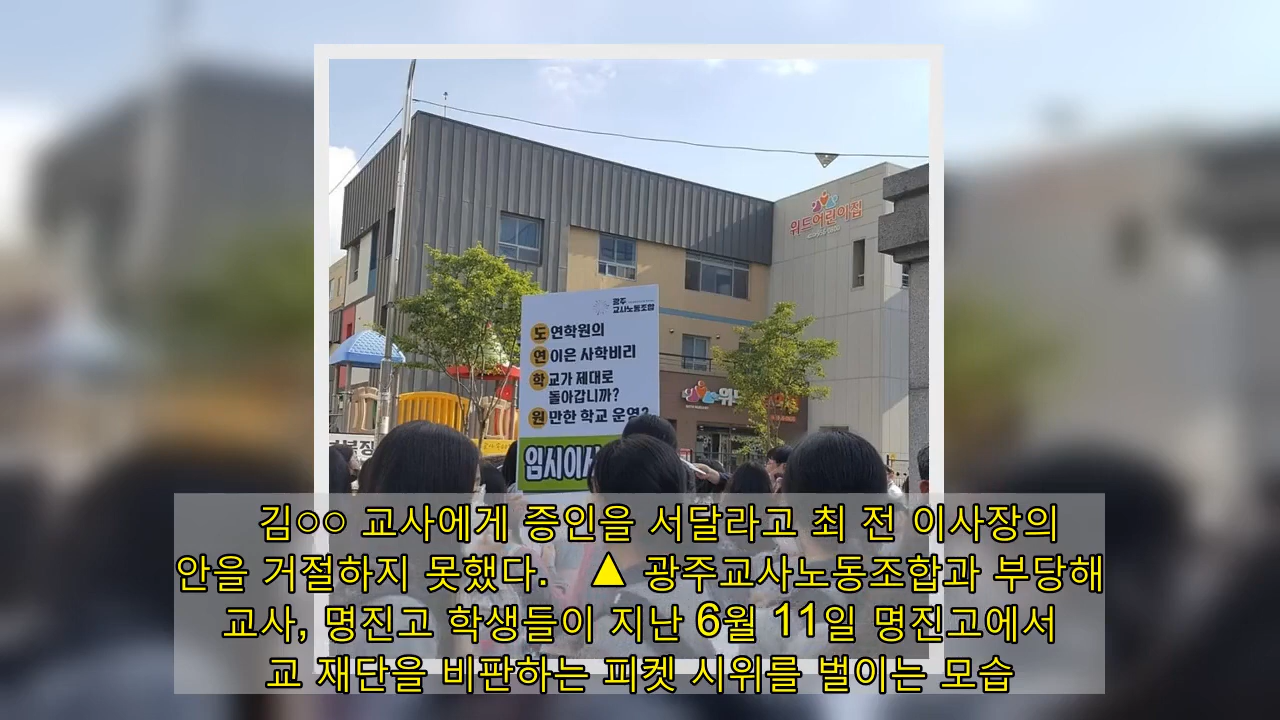 위드어린이집
광주
교사노동조합
도연학원의
연이은 사학비리
학교가 제대로
돌아갑니까?
원만한 학교 운영?
임시이사
위드
김○○ 교사에게 증인을 서달라고 최 전 이사장의
안을 거절하지 못했다. ▲ 광주교사노동조합과 부당해
교사, 명진고 학생들이 지난 6월 11일 명진고에서
교 재단을 비판하는 피켓 시위를 벌이는 모습